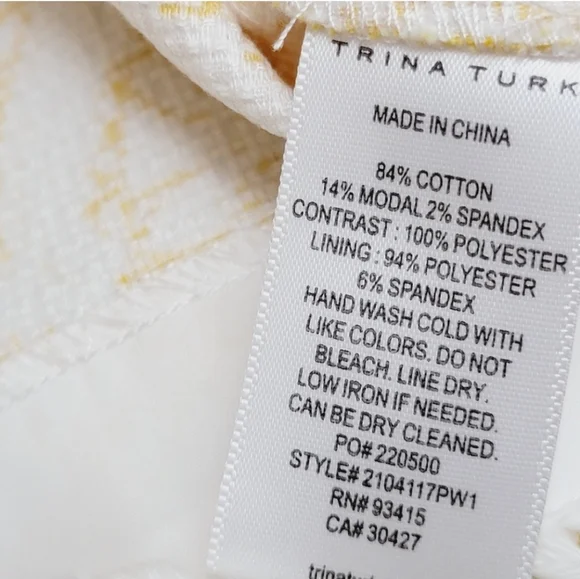 TRINA TURK
MADE IN CHINA
84% COTTON
14% MODAL 2% SPANDEX
CONTRAST : 100% POLYESTER
LINING : 94% POLYESTER
6% SPANDEX
HAND WASH COLD WITH
LIKE COLORS. DO NOT
BLEACH. LINE DRY.
LOW IRON IF NEEDED.
CAN BE DRY CLEANED.
PO# 220500
STYLE# 2104117PW1
RN# 93415
CA# 30427